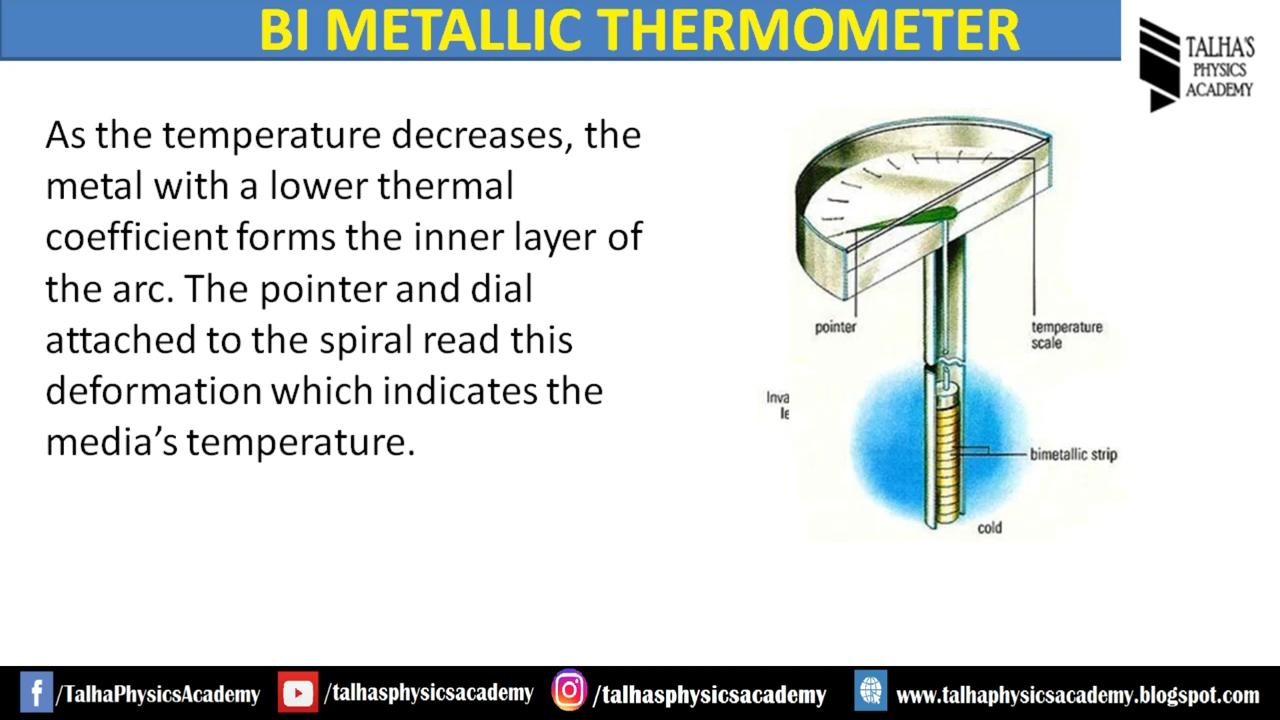 BI METALLIC THERMOMETER
TALHA'S
PHYSICS
ACADEMY
As the temperature decreases, the
metal with a lower thermal
coefficient forms the inner layer of
the arc. The pointer and dial
attached to the spiral read this
deformation which indicates the
media's temperature.
pointer
temperature
scale
Inva
le
bimetallic strip
cold
/TalhaPhysicsAcademy
/talhasphysicsacademy
/talhasphysicsacademy
www.talhaphysicsacademy.blogspot.com